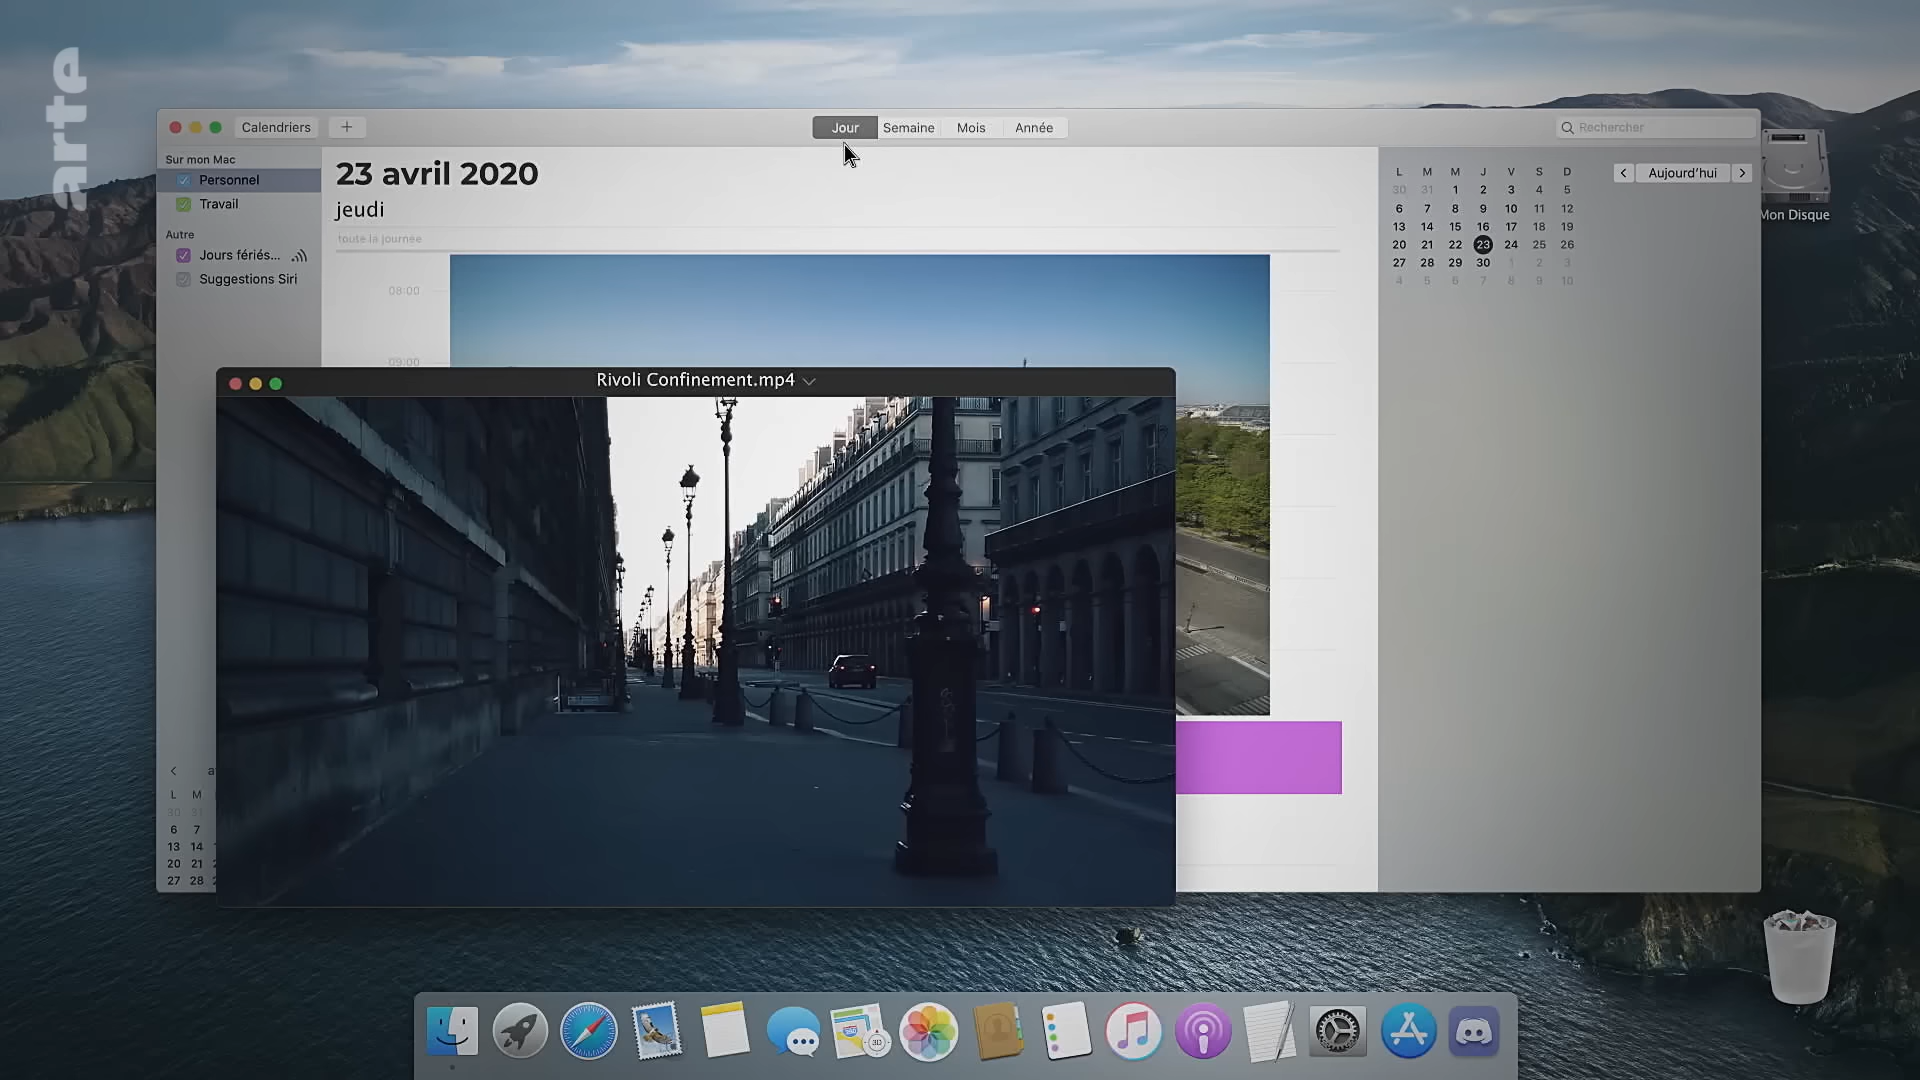 arte
Calendriers
+
Jour
Semaine
Mois
Année
Rechercher
Sur mon Mac
Personnel
Travail
Autre
Jours fériés...
Suggestions Siri
23 avril 2020
jeudi
toute la journée
08:00
09:00
L M M J V S D
30 31 1 2 3 4 5
6 7 8 9 10 11 12
13 14 15 16 17 18 19
20 21 22 23 24 25 26
27 28 29 30 1 2 3
4 5 6 7 8 9 10
< Aujourd'hui >
Mon Disque
Rivoli Confinement.mp4
L M
30 31
6 7
13 14
20 21
27 28
3D